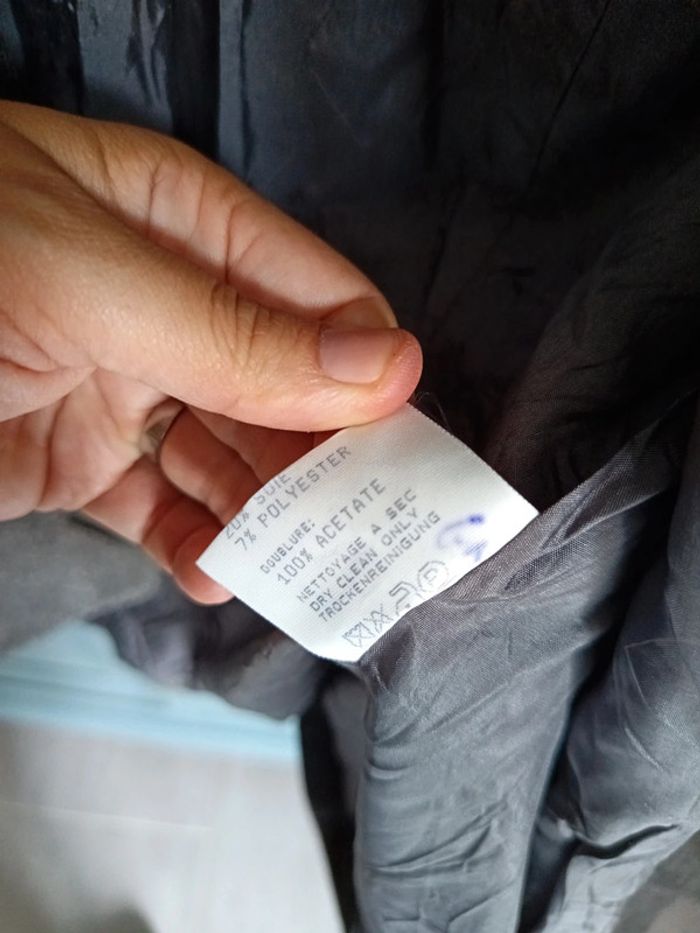 20% SOIE
7% POLYESTER
DOUBLURE:
100% ACETATE
NETTOYAGE A SEC
DRY CLEAN ONLY
TROCKENREINIGUNG